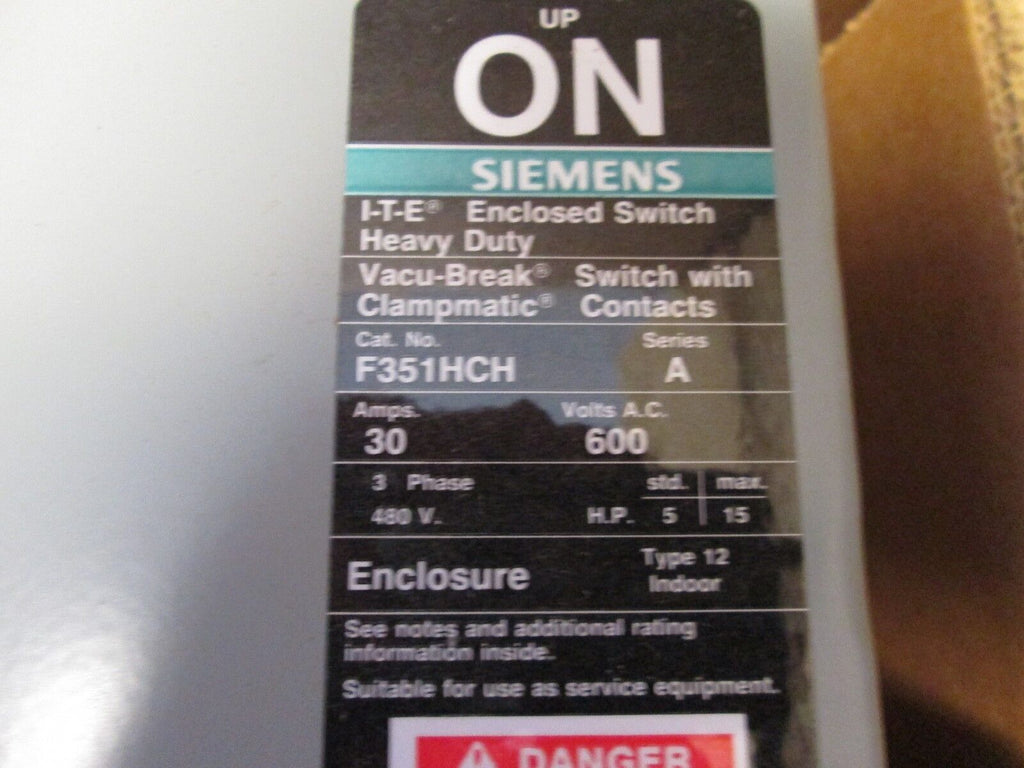 UP
ON
SIEMENS
I-T-E® Enclosed Switch
Heavy Duty
Vacu-Break® Switch with
Clampmatic® Contacts
Cat. No. Series
F351HCH A
Amps. Volts A.C.
30 600
3 Phase std. max.
480 V. H.P. 5 15
Enclosure Type 12
Indoor
See notes and additional rating
information inside.
Suitable for use as service equipment.
DANGER